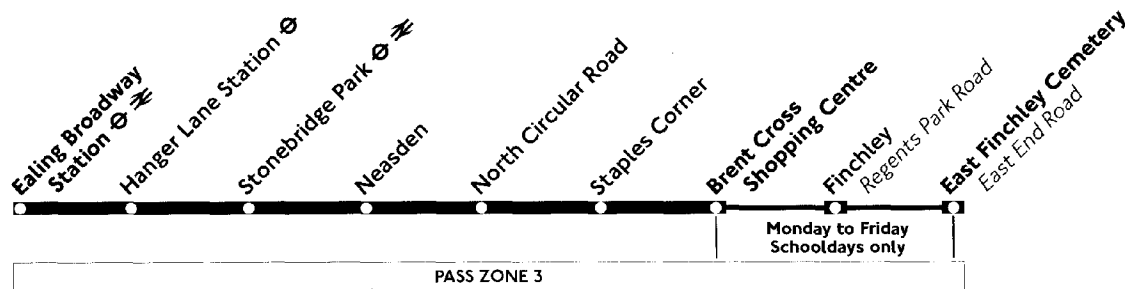 Ealing Broadway
Station
Hanger Lane Station
Stonebridge Park
Neasden
North Circular Road
Staples Corner
Brent Cross
Shopping Centre
Finchley
Regents Park Road
East Finchley Cemetery
East End Road
Monday to Friday
Schooldays only
PASS ZONE 3